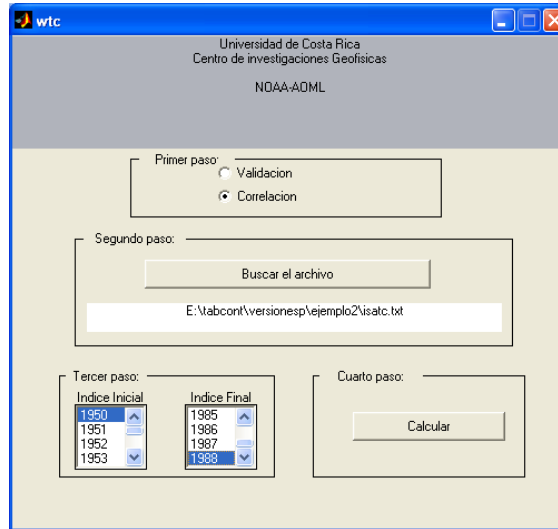 wtc
Universidad de Costa Rica
Centro de investigaciones Geofisicas
NOAA-AOML
Primer paso:
Validacion
Correlacion
Segundo paso:
Buscar el archivo
E:\tabcont\versionesp\ejemplo2\isatc.txt
Tercer paso:
Indice Inicial
1950
1951
1952
1953
Indice Final
1985
1986
1987
1988
Cuarto paso:
Calcular